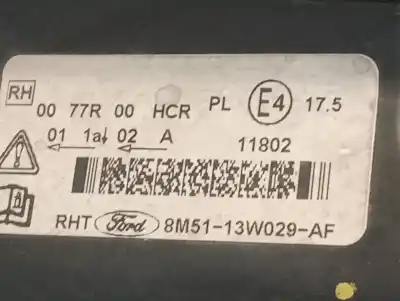 RH
00 77R 00 HCR PL E4 17.5
01 1a 02 A
11802
RHT Ford 8M51-13W029-AF